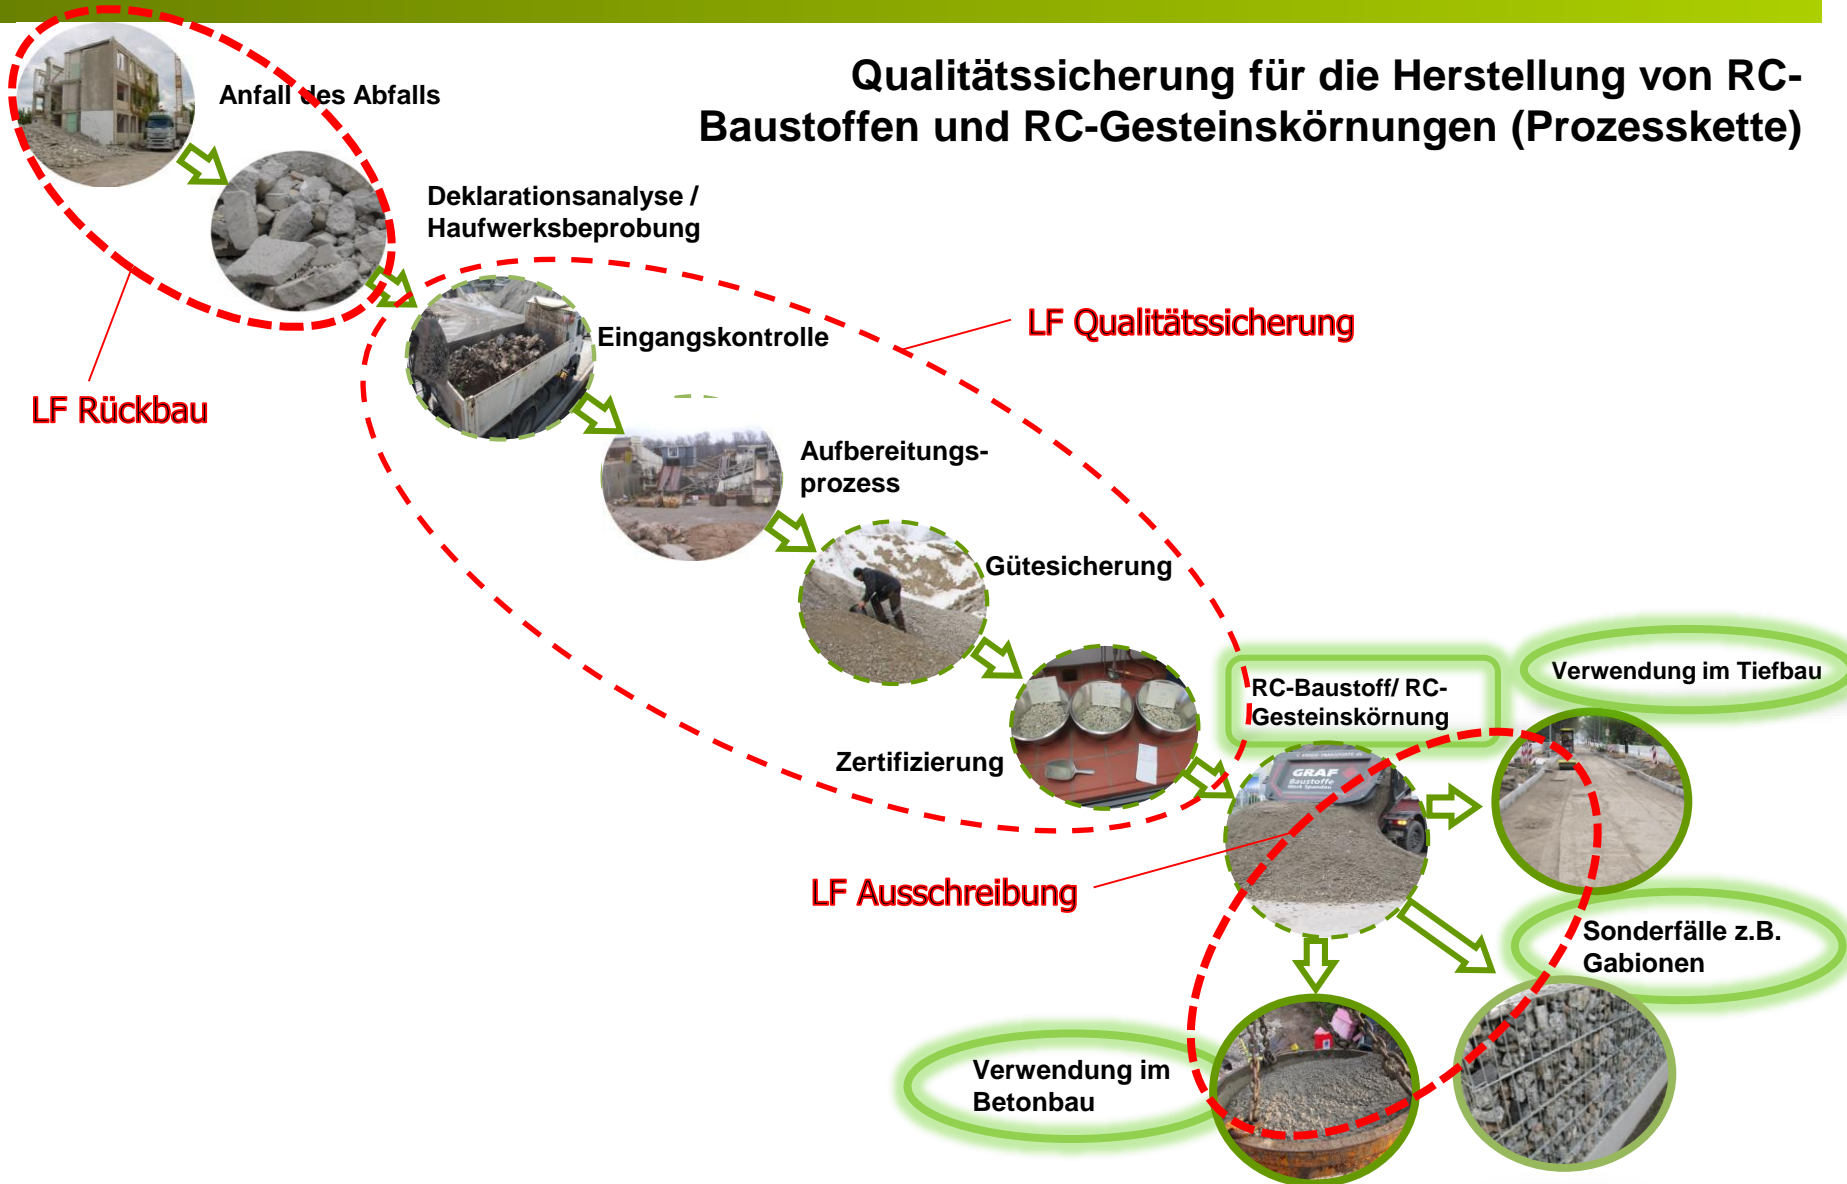 Qualitätssicherung für die Herstellung von RC-
Baustoffen und RC-Gesteinskörnungen (Prozesskette)
Anfall des Abfalls
Deklarationsanalyse /
Haufwerksbeprobung
LF Qualitätssicherung
Eingangskontrolle
LF Rückbau
Aufbereitungs-
prozess
Gütesicherung
RC-Baustoff/ RC-
Gesteinskörnung
Verwendung im Tiefbau
Zertifizierung
GRAF
Baustoffe
Werk Spandau
LF Ausschreibung
Sonderfälle z.B.
Gabionen
Verwendung im
Betonbau